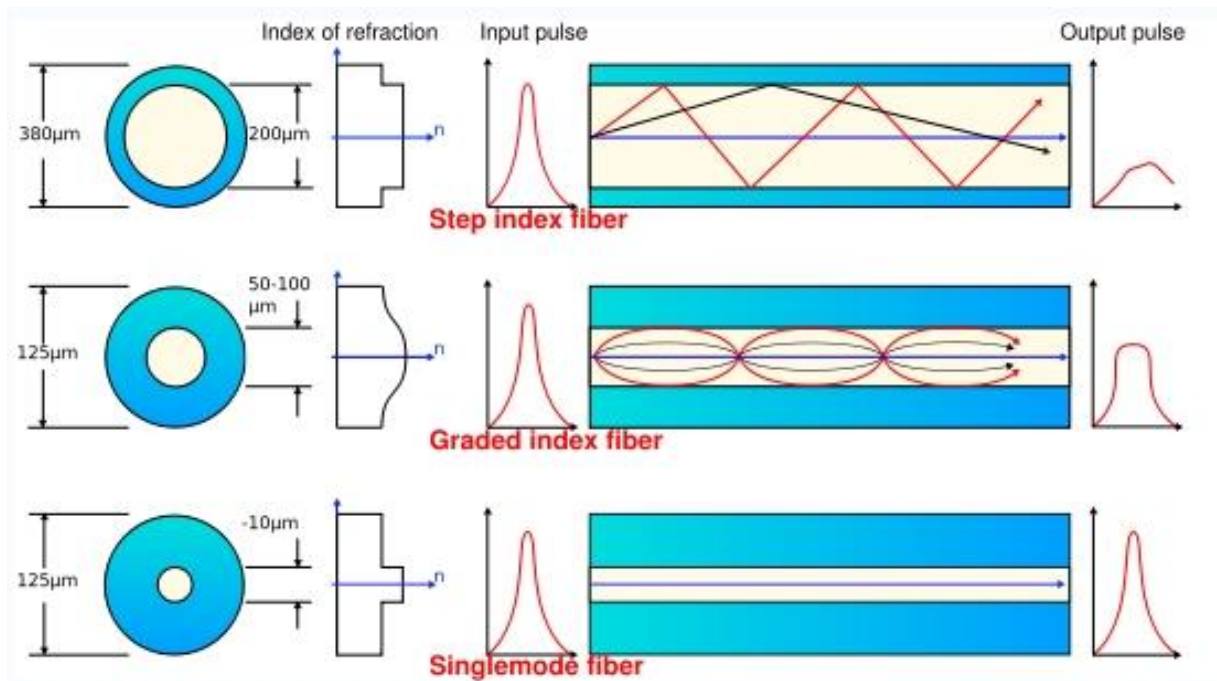 Index of refraction
Input pulse
Output pulse
380µm
200µm
n
Step index fiber
50-100
µm
125µm
n
Graded index fiber
-10µm
125µm
n
Singlemode fiber